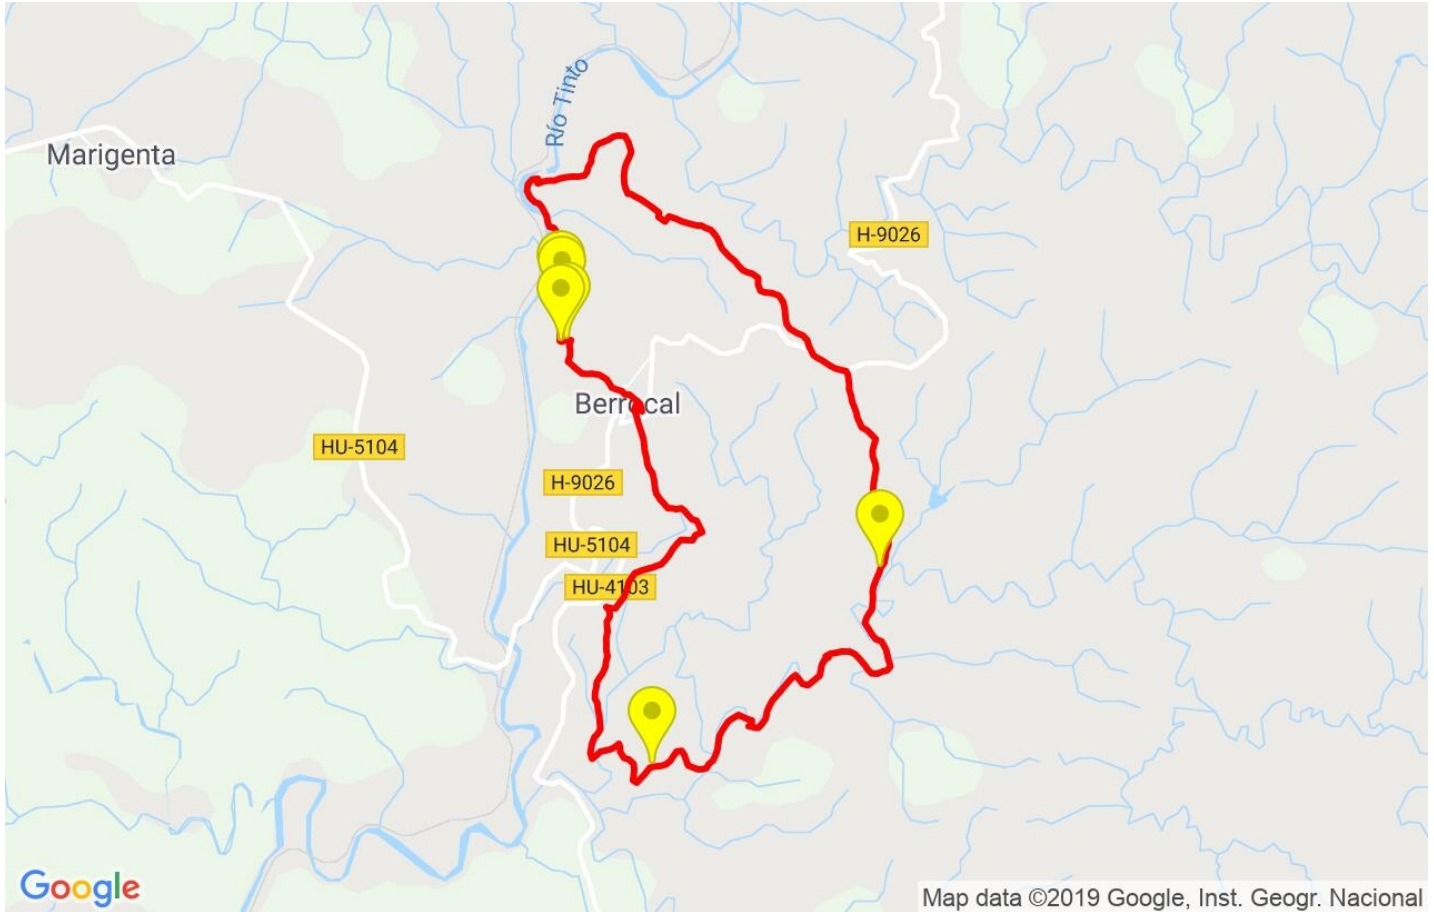 Río Tinto
Marigenta
H-9026
Berrocal
HU-5104
H-9026
HU-5104
HU-4103
Google
Map data ©2019 Google, Inst. Geogr. Nacional